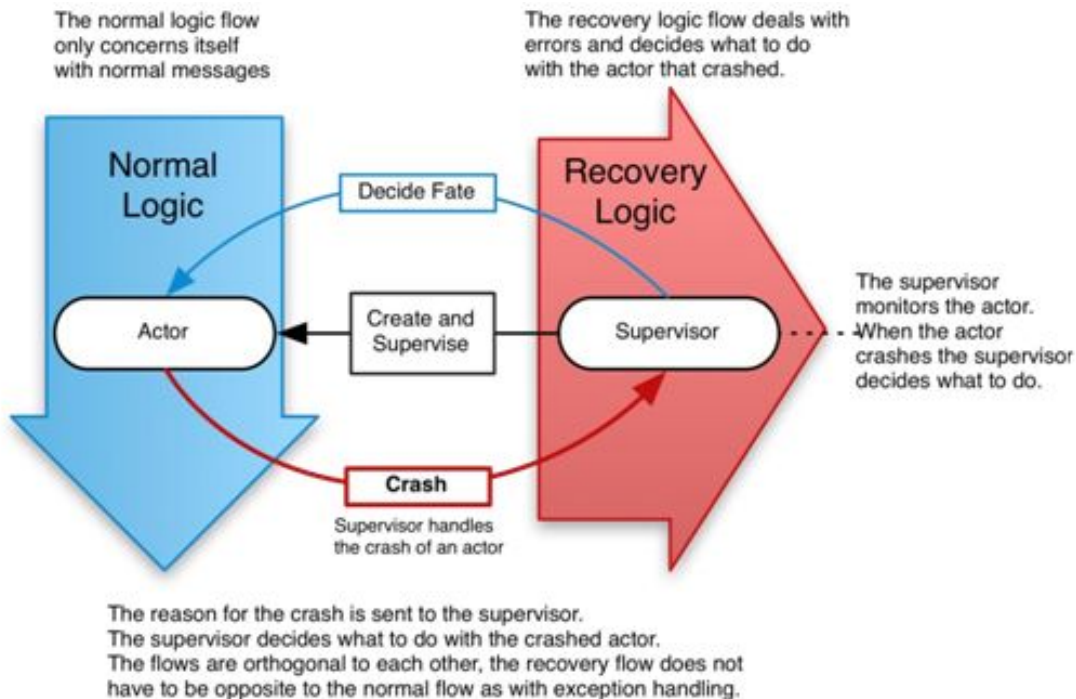 The normal logic flow
only concerns itself
with normal messages
The recovery logic flow deals with
errors and decides what to do
with the actor that crashed.
Normal
Logic
Decide Fate
Recovery
Logic
Actor
Create and
Supervise
Supervisor
The supervisor
monitors the actor.
When the actor
crashes the supervisor
decides what to do.
Crash
Supervisor handles
the crash of an actor
The reason for the crash is sent to the supervisor.
The supervisor decides what to do with the crashed actor.
The flows are orthogonal to each other, the recovery flow does not
have to be opposite to the normal flow as with exception handling.